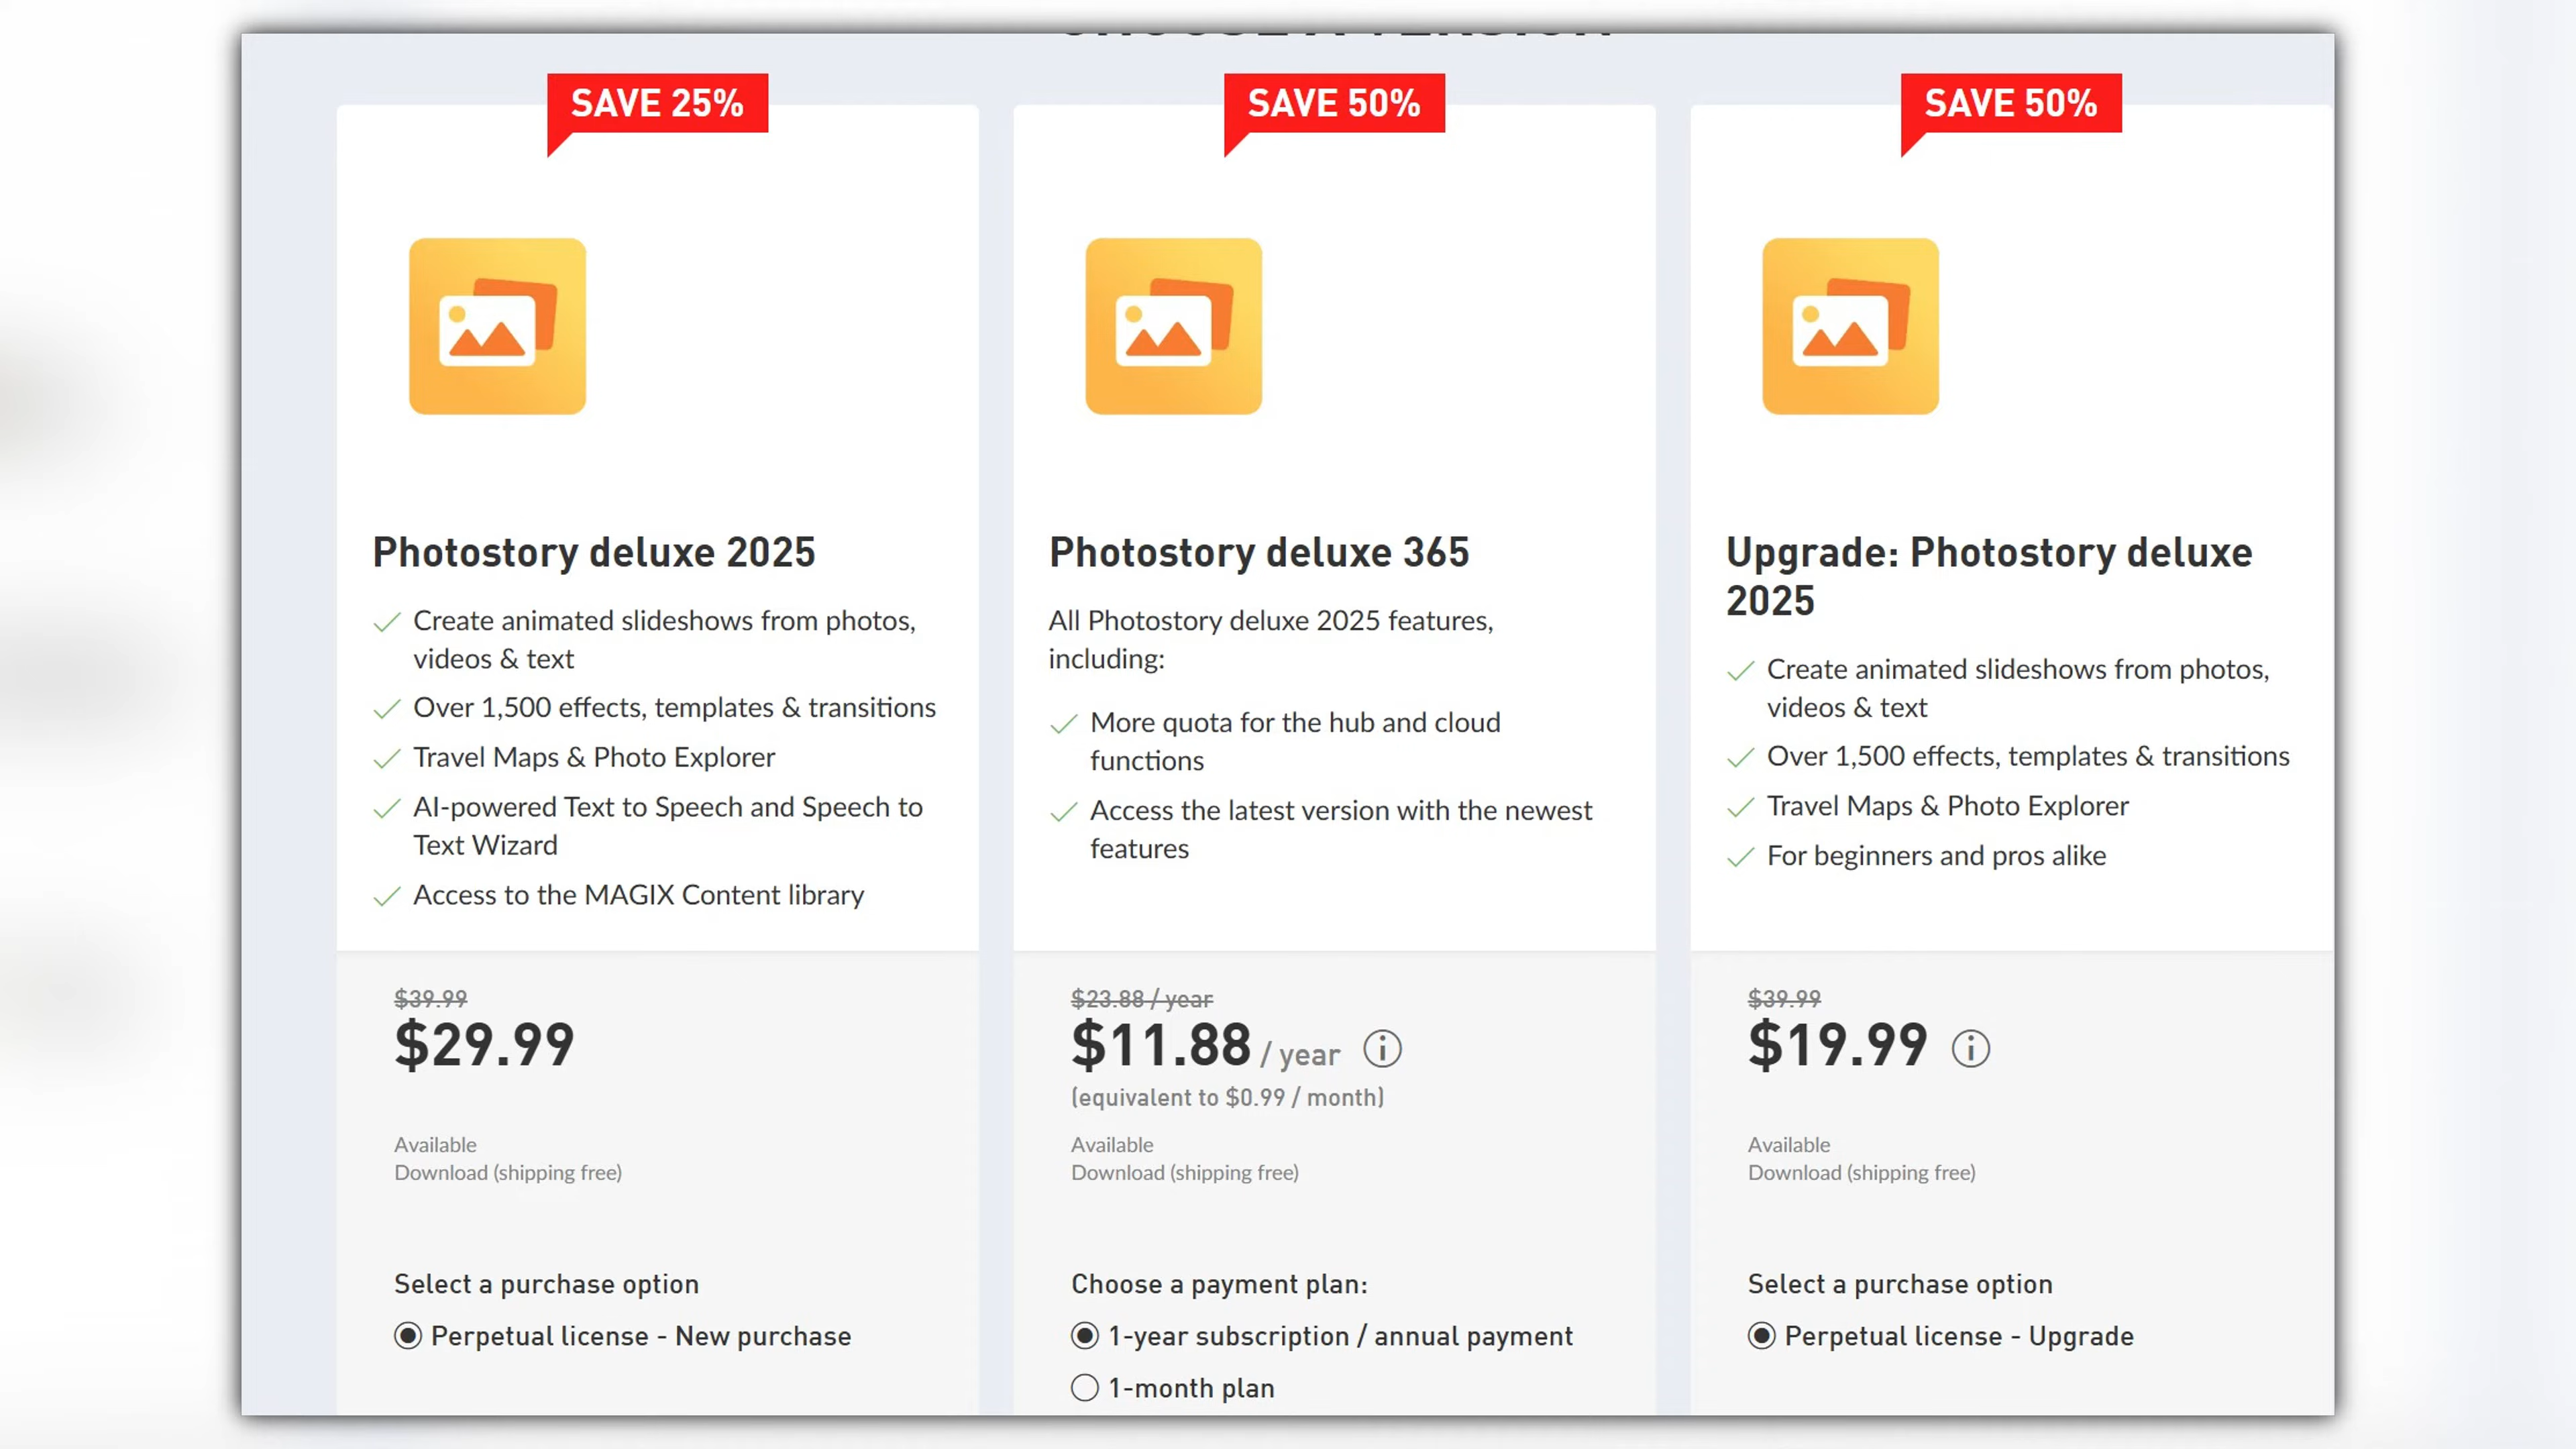 SAVE 25%
Photostory deluxe 2025
Create animated slideshows from photos,
videos & text
Over 1,500 effects, templates & transitions
Travel Maps & Photo Explorer
AI-powered Text to Speech and Speech to
Text Wizard
Access to the MAGIX Content library
$39.99
$29.99
Available
Download (shipping free)
Select a purchase option
Perpetual license - New purchase
SAVE 50%
Photostory deluxe 365
All Photostory deluxe 2025 features,
including:
More quota for the hub and cloud
functions
Access the latest version with the newest
features
$23.88 / year
$11.88 / year
(equivalent to $0.99 / month)
Available
Download (shipping free)
Choose a payment plan:
1-year subscription / annual payment
1-month plan
SAVE 50%
Upgrade: Photostory deluxe
2025
Create animated slideshows from photos,
videos & text
Over 1,500 effects, templates & transitions
Travel Maps & Photo Explorer
For beginners and pros alike
$39.99
$19.99
Available
Download (shipping free)
Select a purchase option
Perpetual license - Upgrade